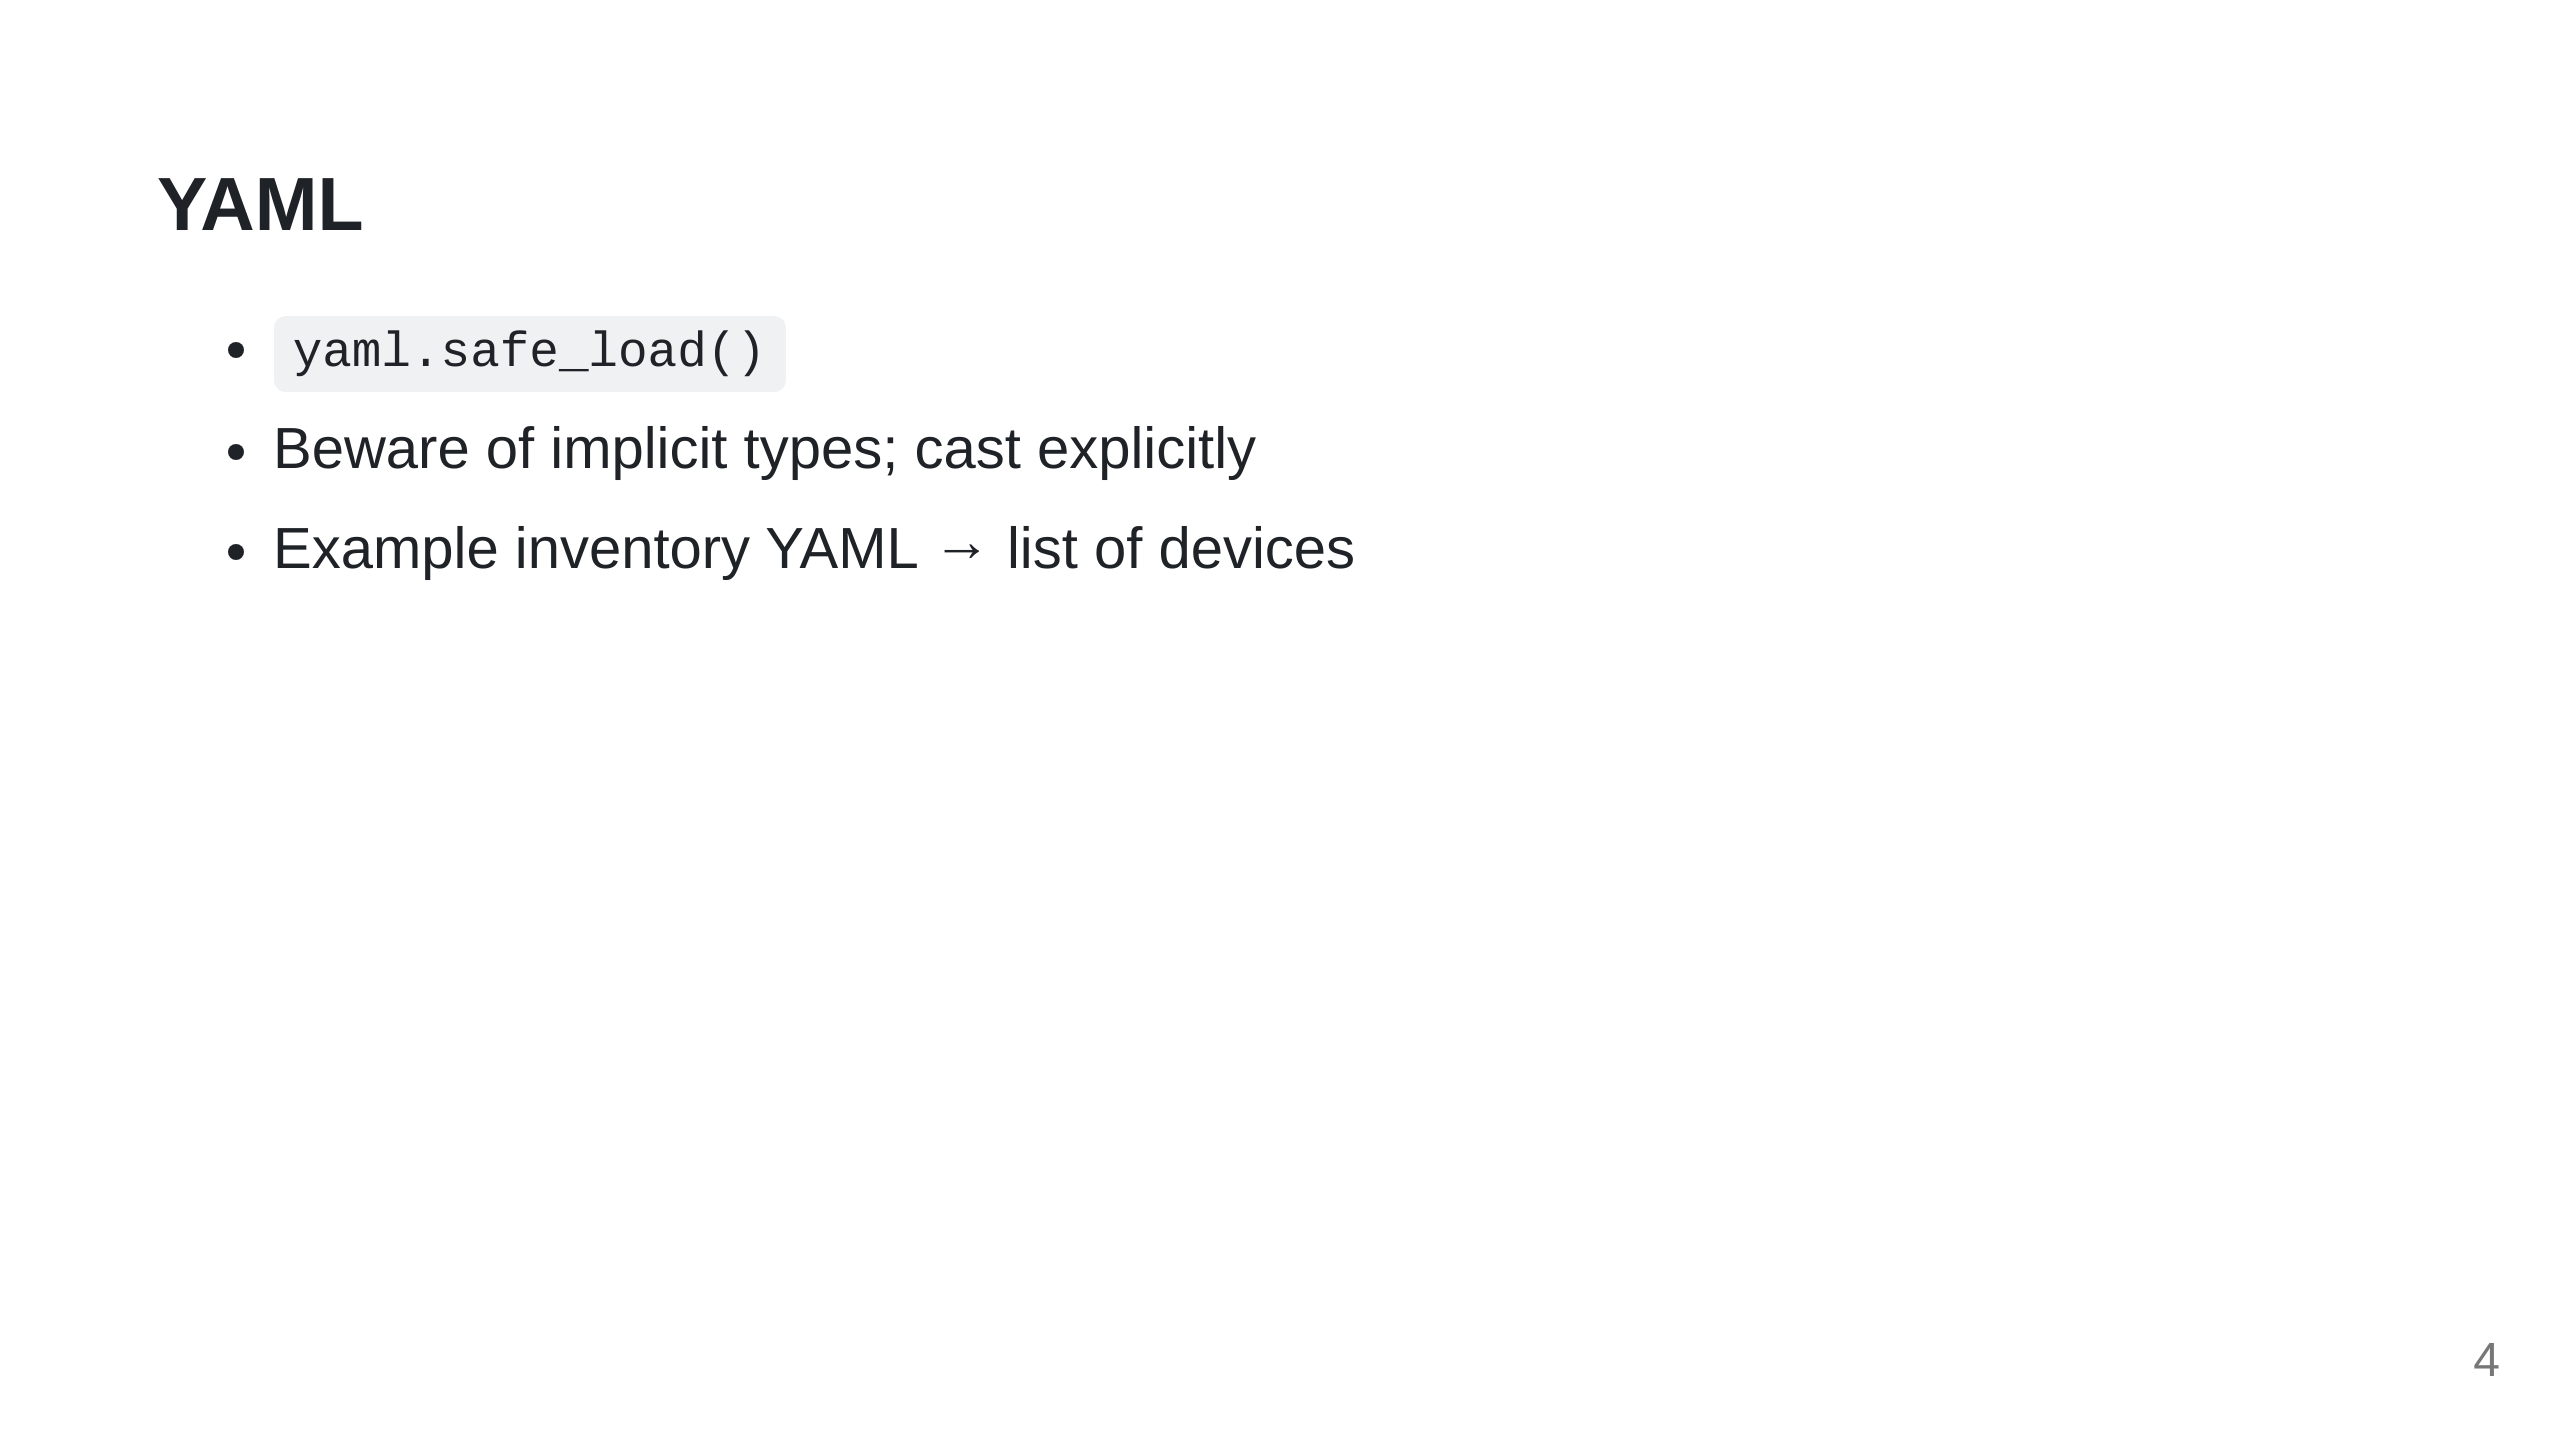 YAML
yaml.safe_load()
Beware of implicit types; cast explicitly
Example inventory YAML → list of devices
4